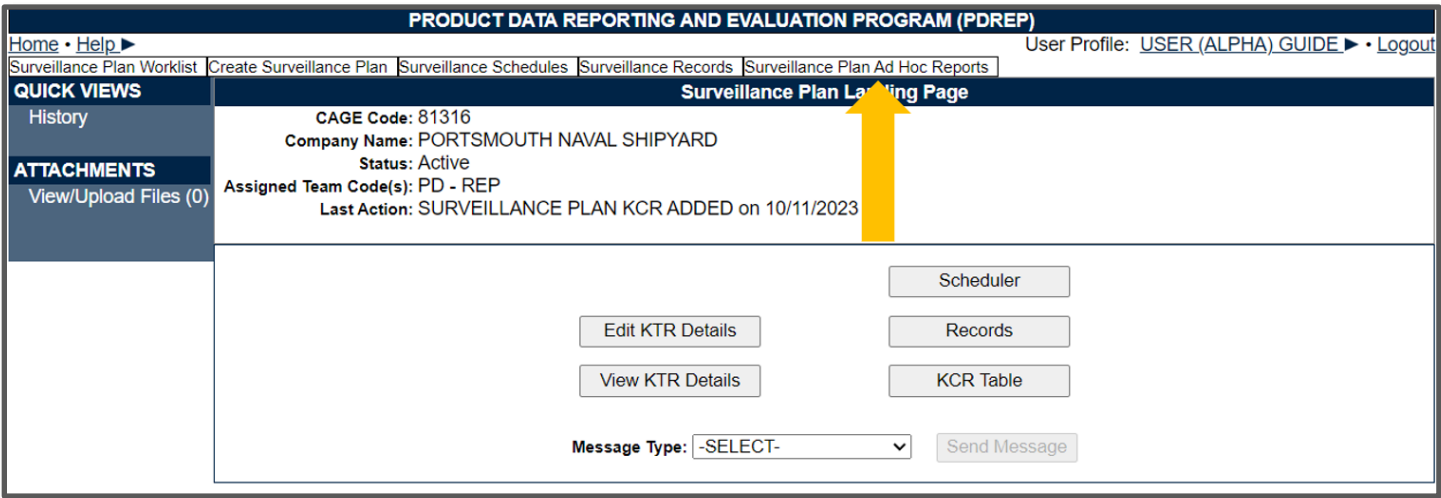 PRODUCT DATA REPORTING AND EVALUATION PROGRAM (PDREP)
Home • Help ▶ User Profile: USER (ALPHA) GUIDE ▶ • Logout
Surveillance Plan Worklist Create Surveillance Plan Surveillance Schedules Surveillance Records Surveillance Plan Ad Hoc Reports
QUICK VIEWS
History
ATTACHMENTS
View/Upload Files (0)
Surveillance Plan Landing Page
CAGE Code: 81316
Company Name: PORTSMOUTH NAVAL SHIPYARD
Status: Active
Assigned Team Code(s): PD - REP
Last Action: SURVEILLANCE PLAN KCR ADDED on 10/11/2023
Scheduler
Edit KTR Details Records
View KTR Details KCR Table
Message Type: -SELECT- Send Message